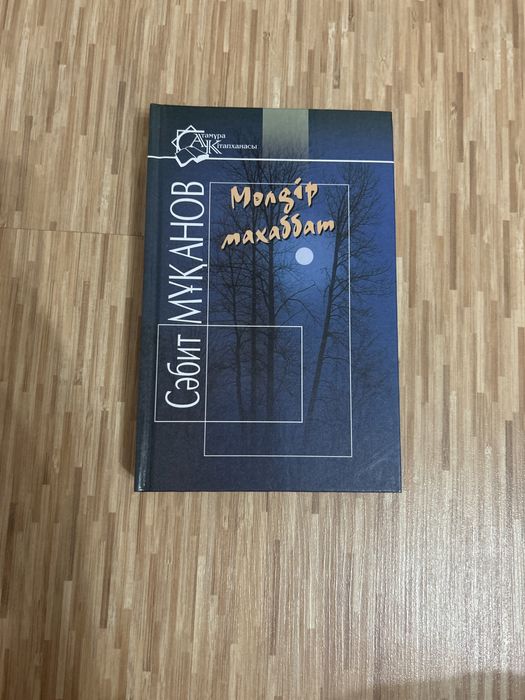 Атамұра
Кітапханасы
Сәбит МҰҚАНОВ
Мөлдір
махаббат